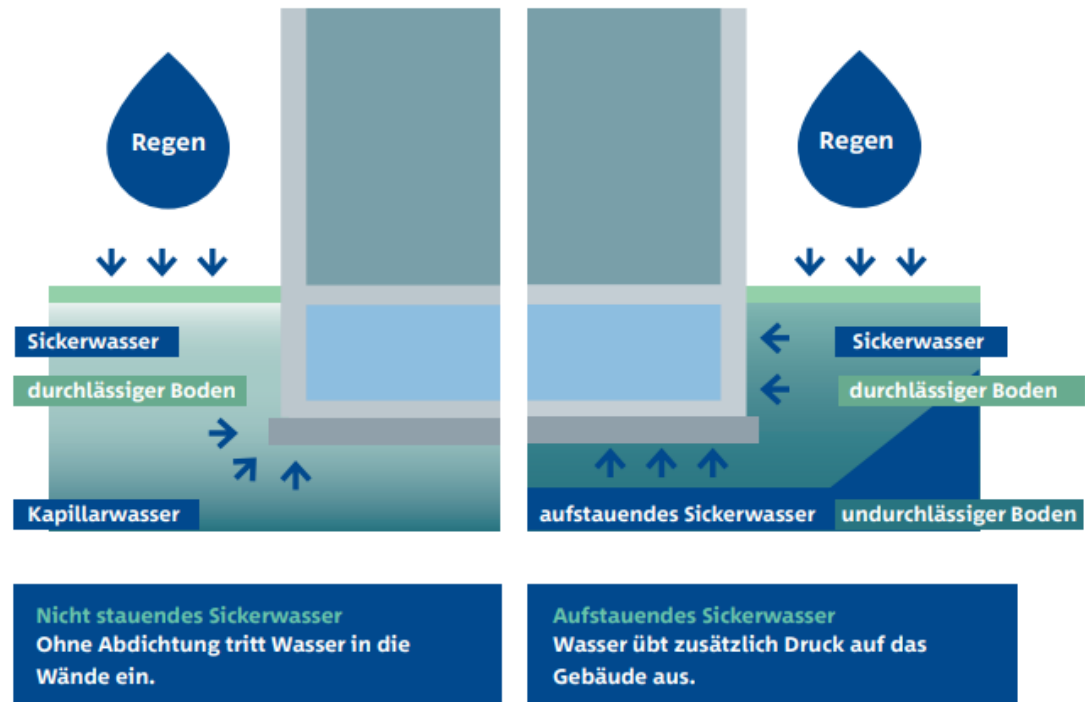 Regen
Sickerwasser
durchlässiger Boden
Kapillarwasser
Nicht stauendes Sickerwasser
Ohne Abdichtung tritt Wasser in die
Wände ein.
Regen
Sickerwasser
durchlässiger Boden
aufstauendes Sickerwasser
undurchlässiger Boden
Aufstauendes Sickerwasser
Wasser übt zusätzlich Druck auf das
Gebäude aus.